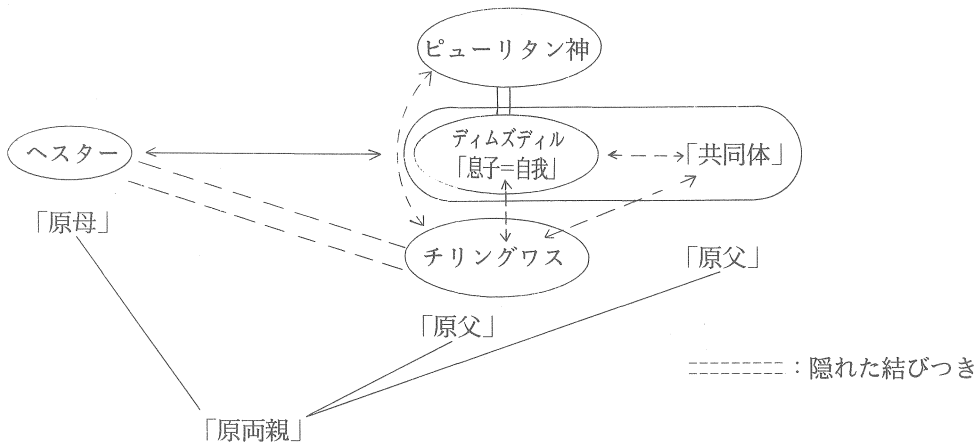 ピューリタン神
ヘスター
ディムズディル
「息子=自我」
「共同体」
「原母」
チリングワス
「原父」
「原父」
：隠れた結びつき
「原両親」